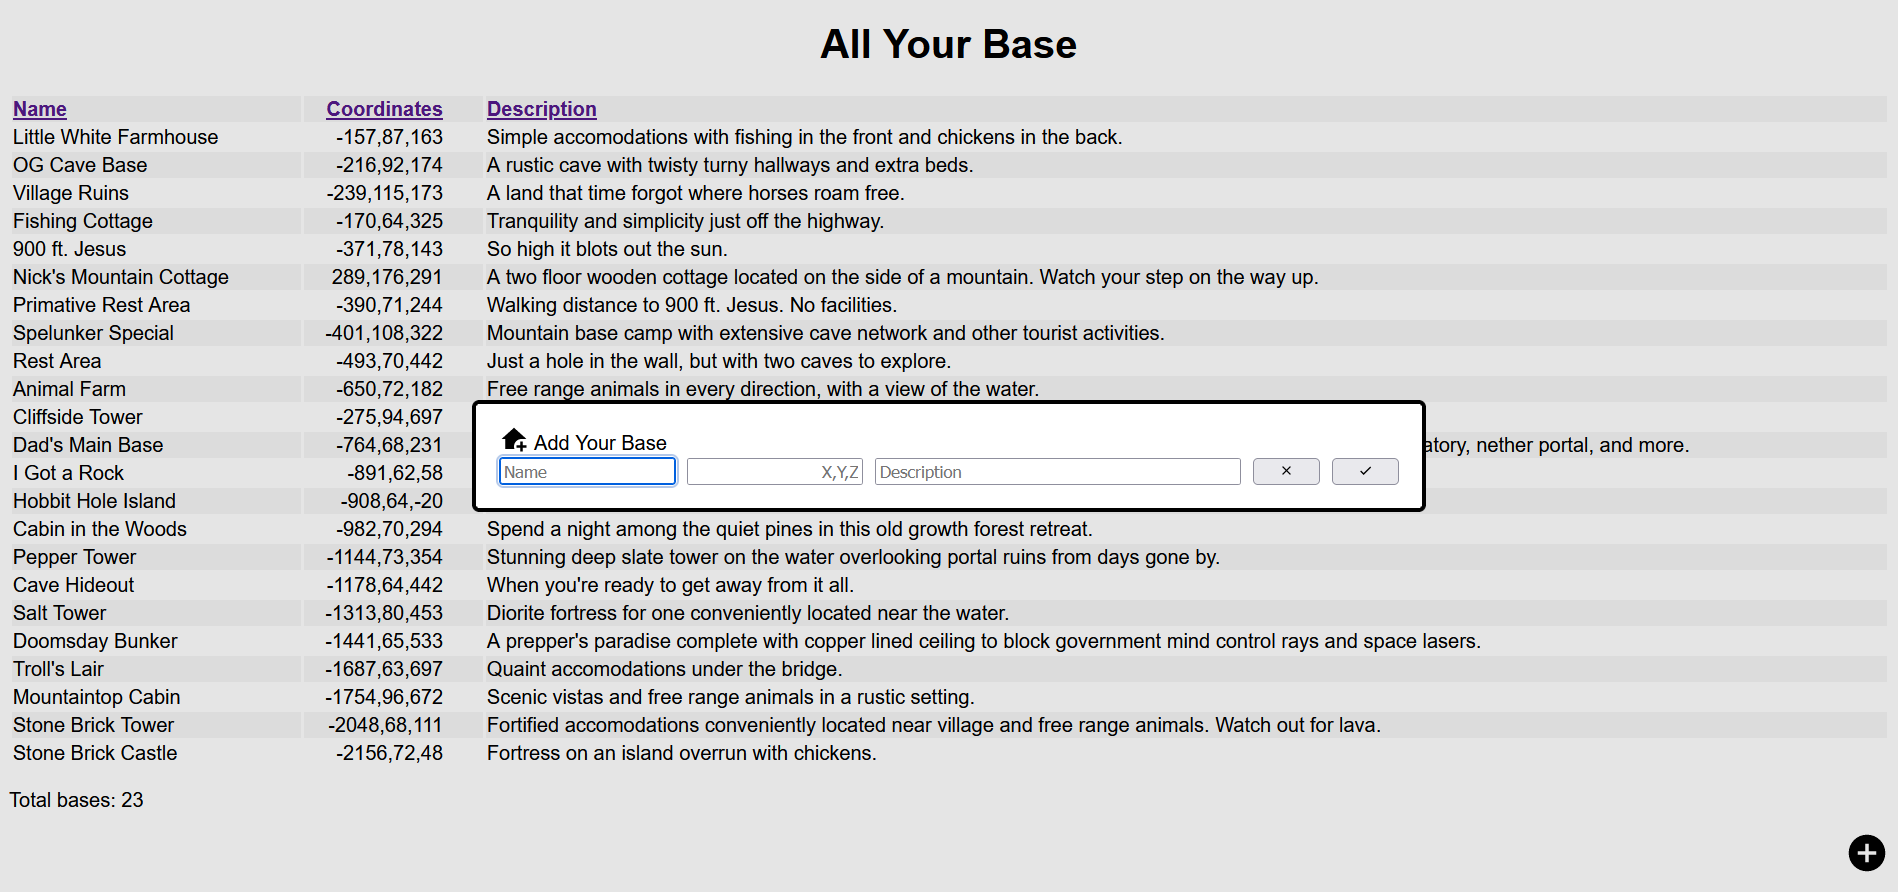 All Your Base
Name Coordinates Description
Little White Farmhouse -157,87,163 Simple accomodations with fishing in the front and chickens in the back.
OG Cave Base -216,92,174 A rustic cave with twisty turny hallways and extra beds.
Village Ruins -239,115,173 A land that time forgot where horses roam free.
Fishing Cottage -170,64,325 Tranquility and simplicity just off the highway.
900 ft. Jesus -371,78,143 So high it blots out the sun.
Nick's Mountain Cottage 289,176,291 A two floor wooden cottage located on the side of a mountain. Watch your step on the way up.
Primative Rest Area -390,71,244 Walking distance to 900 ft. Jesus. No facilities.
Spelunker Special -401,108,322 Mountain base camp with extensive cave network and other tourist activities.
Rest Area -493,70,442 Just a hole in the wall, but with two caves to explore.
Animal Farm -650,72,182 Free range animals in every direction, with a view of the water.
Cliffside Tower -275,94,697
Dad's Main Base -764,68,231 atory, nether portal, and more.
I Got a Rock -891,62,58
Hobbit Hole Island -908,64,-20
Add Your Base
Name X,Y,Z Description
Cabin in the Woods -982,70,294 Spend a night among the quiet pines in this old growth forest retreat.
Pepper Tower -1144,73,354 Stunning deep slate tower on the water overlooking portal ruins from days gone by.
Cave Hideout -1178,64,442 When you're ready to get away from it all.
Salt Tower -1313,80,453 Diorite fortress for one conveniently located near the water.
Doomsday Bunker -1441,65,533 A prepper's paradise complete with copper lined ceiling to block government mind control rays and space lasers.
Troll's Lair -1687,63,697 Quaint accomodations under the bridge.
Mountaintop Cabin -1754,96,672 Scenic vistas and free range animals in a rustic setting.
Stone Brick Tower -2048,68,111 Fortified accomodations conveniently located near village and free range animals. Watch out for lava.
Stone Brick Castle -2156,72,48 Fortress on an island overrun with chickens.
Total bases: 23